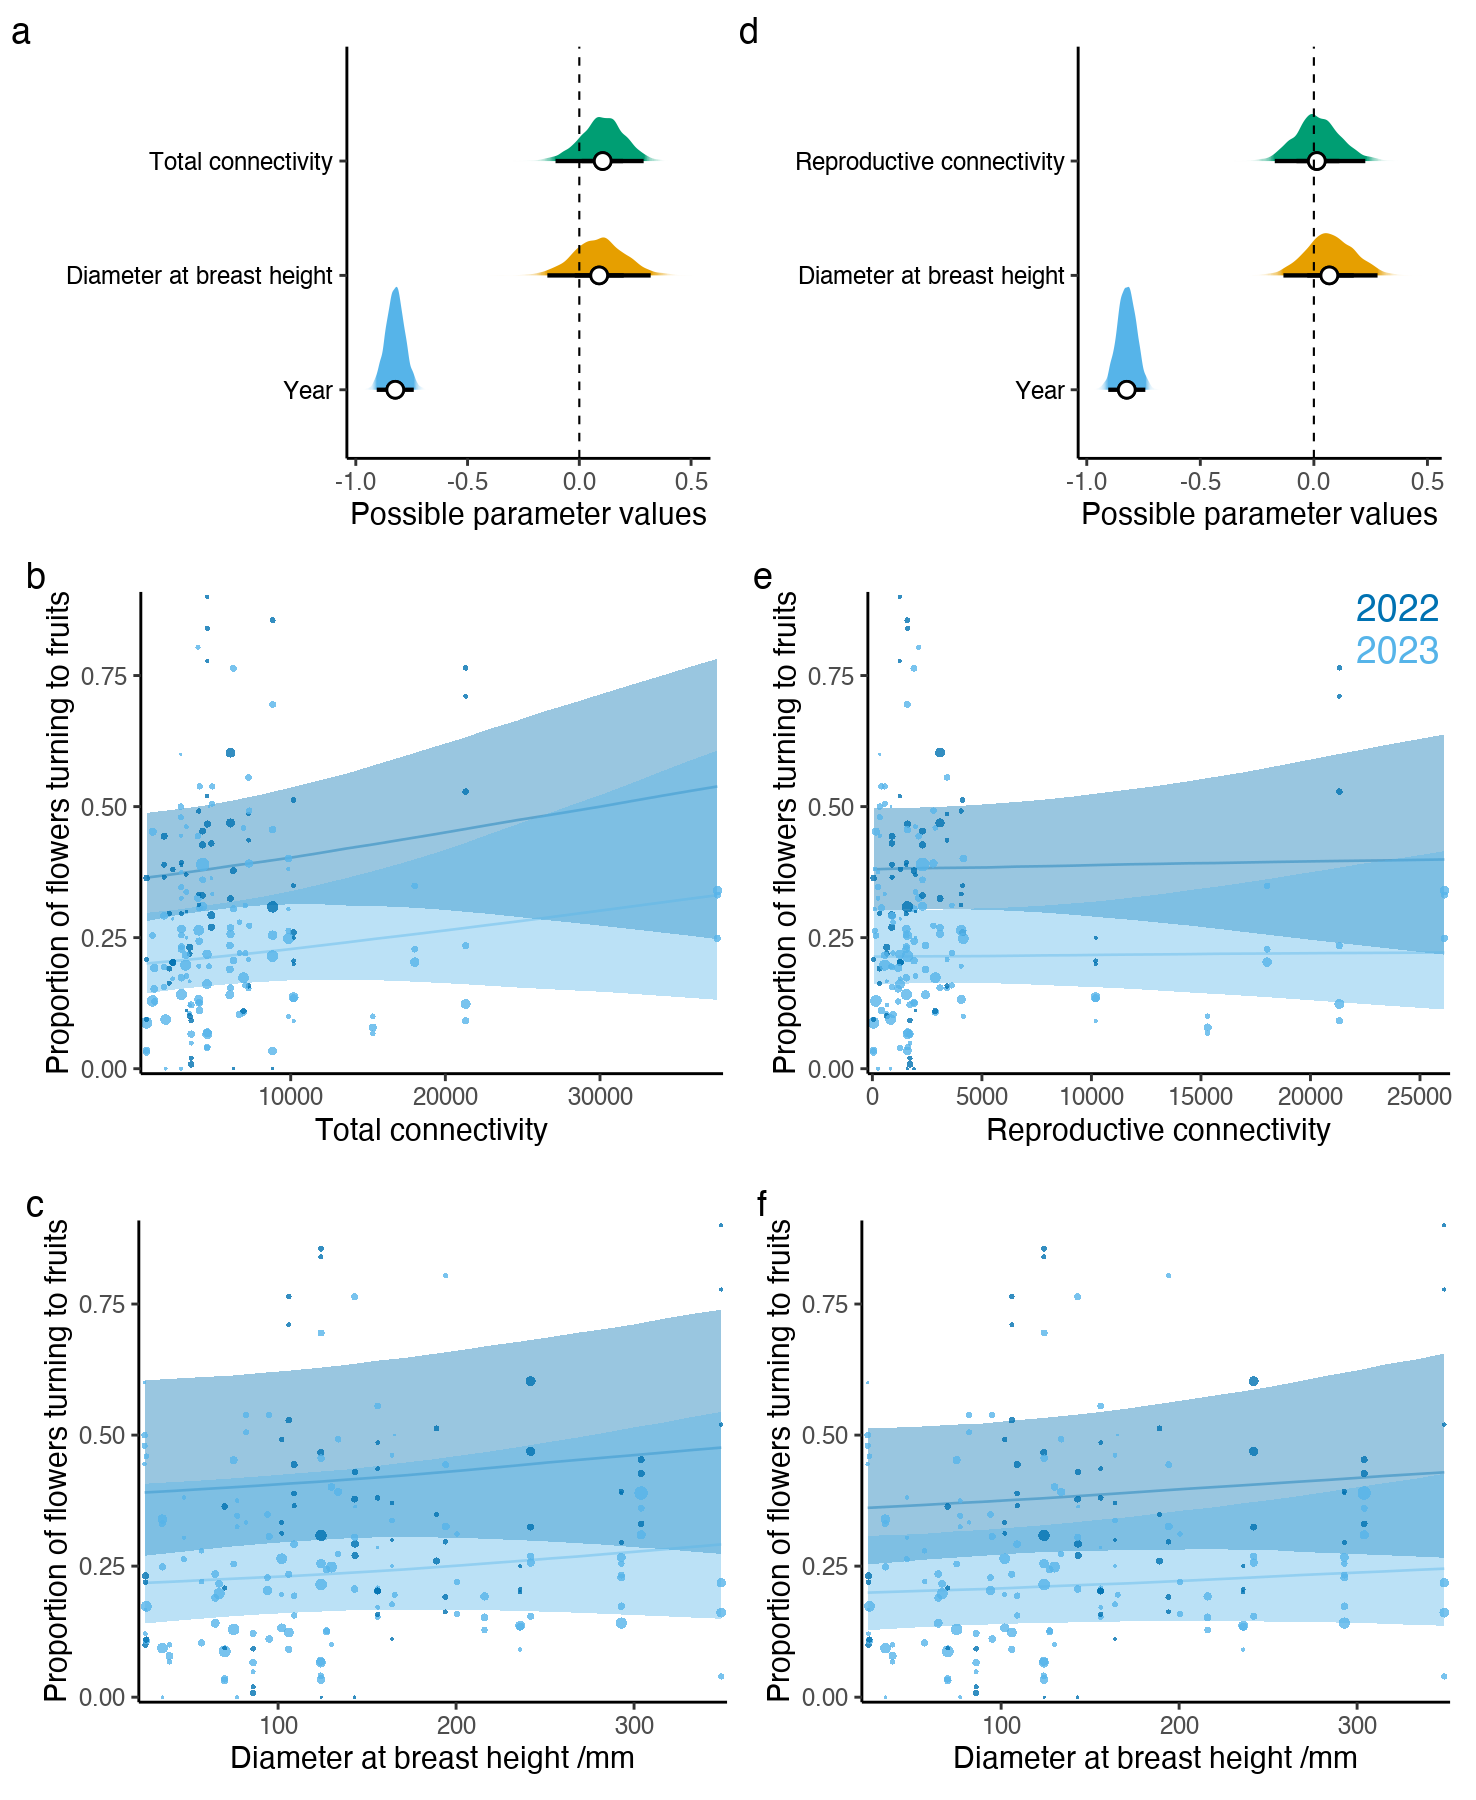 a
Total connectivity
Diameter at breast height
Year
-1.0 -0.5 0.0 0.5
Possible parameter values
d
Reproductive connectivity
Diameter at breast height
Year
-1.0 -0.5 0.0 0.5
Possible parameter values
b
Proportion of flowers turning to fruits
0.75
0.50
0.25
0.00
10000 20000 30000
Total connectivity
e
2022
2023
Proportion of flowers turning to fruits
0.75
0.50
0.25
0.00
0 5000 10000 15000 20000 25000
Reproductive connectivity
c
Proportion of flowers turning to fruits
0.75
0.50
0.25
0.00
100 200 300
Diameter at breast height /mm
f
Proportion of flowers turning to fruits
0.75
0.50
0.25
0.00
100 200 300
Diameter at breast height /mm